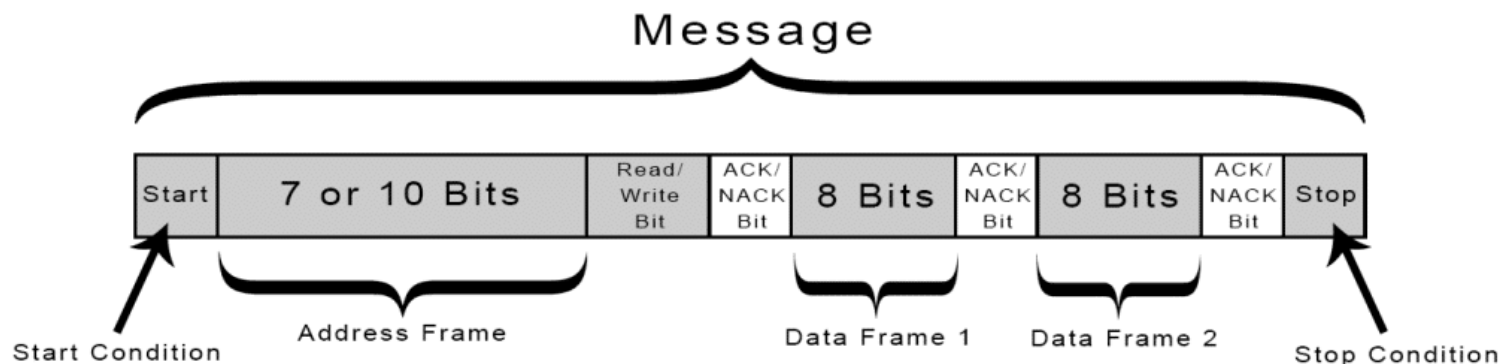 Message
Start
7 or 10 Bits
Read/
Write
Bit
ACK/
NACK
Bit
8 Bits
ACK/
NACK
Bit
8 Bits
ACK/
NACK
Bit
Stop
Start Condition
Address Frame
Data Frame 1
Data Frame 2
Stop Condition